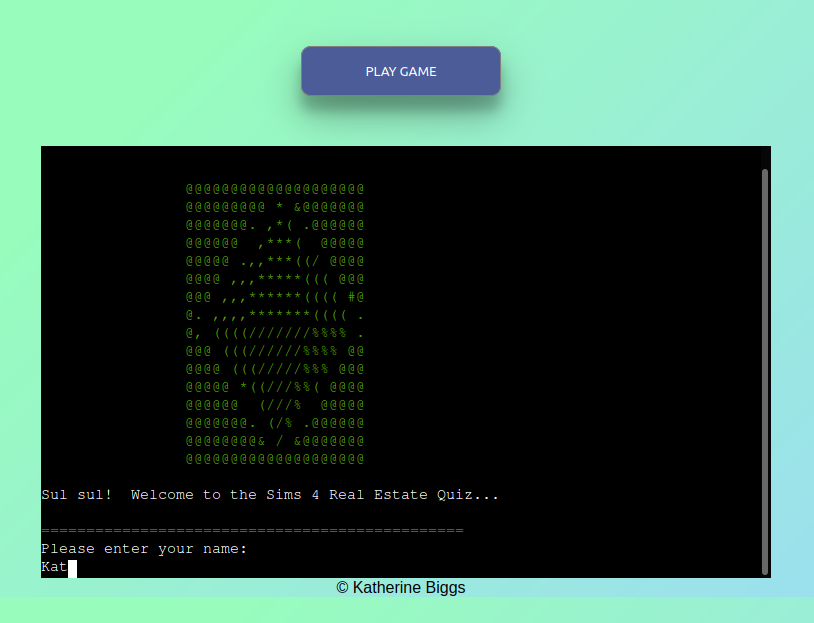 PLAY GAME
@@@@@@@@@@@@@@@@@@@@
@@@@@@@@@ * &@@@@@@@
@@@@@@@. ,*( .@@@@@@
@@@@@@  ,***(  @@@@@
@@@@@ .,,***((/ @@@@
@@@@ ,,,*****((( @@@
@@@ ,,,******(((( #@
@. ,,,,*******(((( .
@, ((((///////%%%% .
@@@ (((//////%%%% @@
@@@@ (((/////%%% @@@
@@@@@ *((///%%( @@@@
@@@@@@  (///%  @@@@@
@@@@@@@. (/% .@@@@@@
@@@@@@@@& / &@@@@@@@
@@@@@@@@@@@@@@@@@@@@
Sul sul!  Welcome to the Sims 4 Real Estate Quiz...
===============================================
Please enter your name:
Kat
© Katherine Biggs